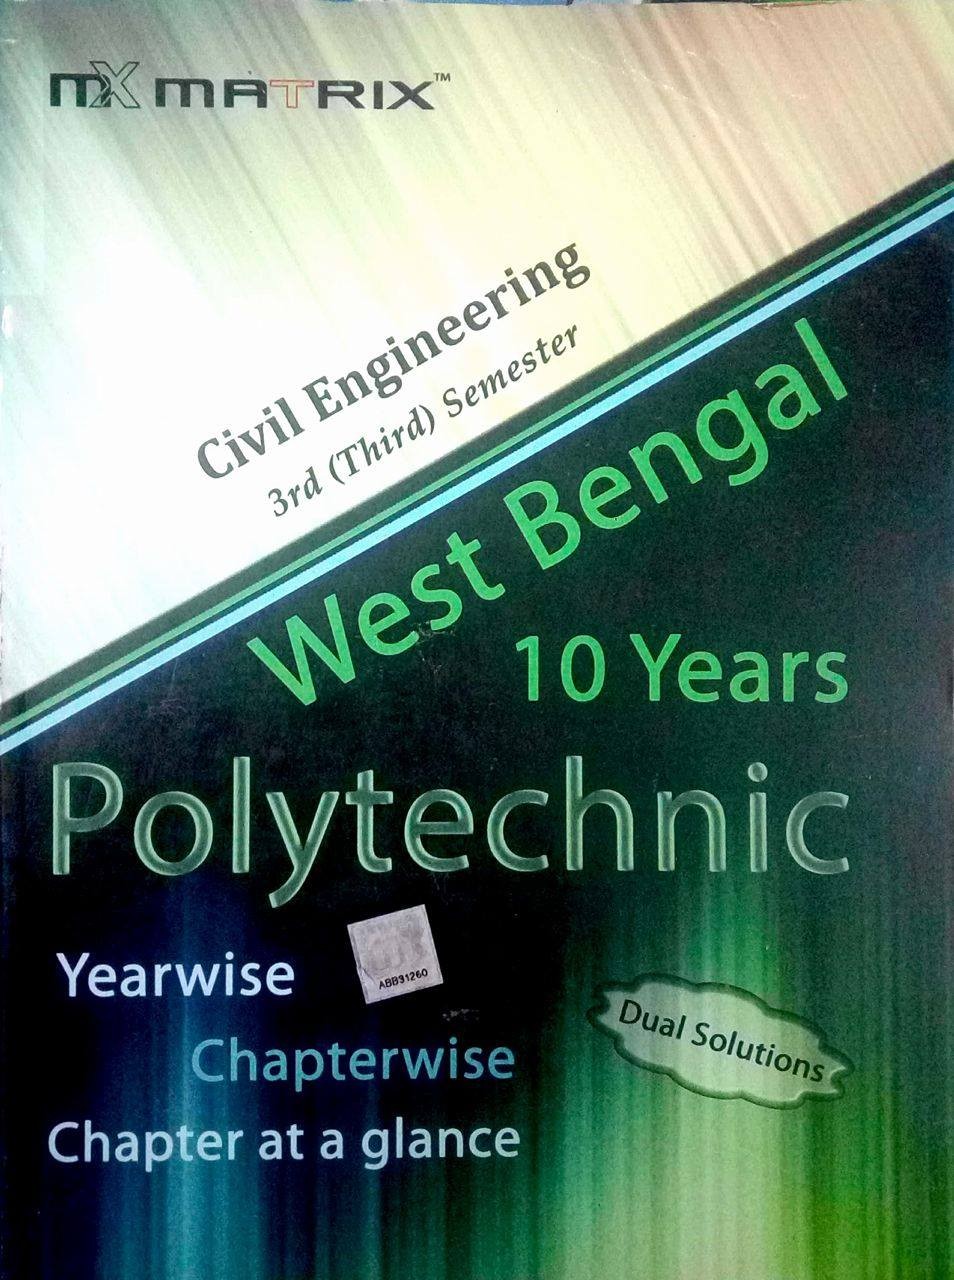 mX MATRIX™
Civil Engineering
3rd (Third) Semester
West Bengal
10 Years
Polytechnic
Yearwise
ABB31260
Chapterwise
Dual Solutions
Chapter at a glance